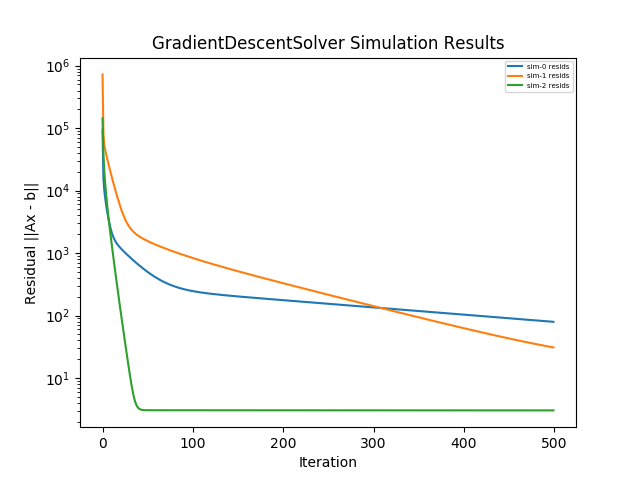 GradientDescentSolver Simulation Results
sim-0 resids
sim-1 resids
sim-2 resids
10^6
10^5
10^4
10^3
10^2
10^1
Residual ||Ax - b||
0 100 200 300 400 500
Iteration